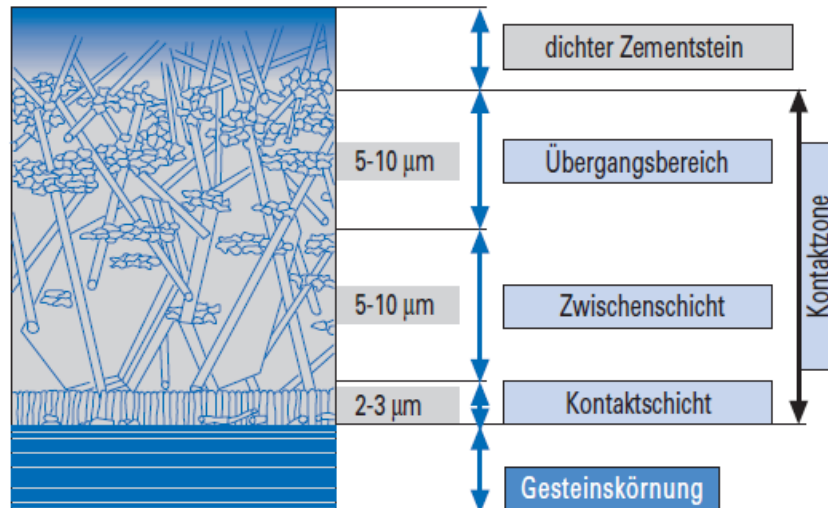 dichter Zementstein
5-10 µm
Übergangsbereich
5-10 µm
Zwischenschicht
2-3 µm
Kontaktschicht
Gesteinskörnung
Kontaktzone